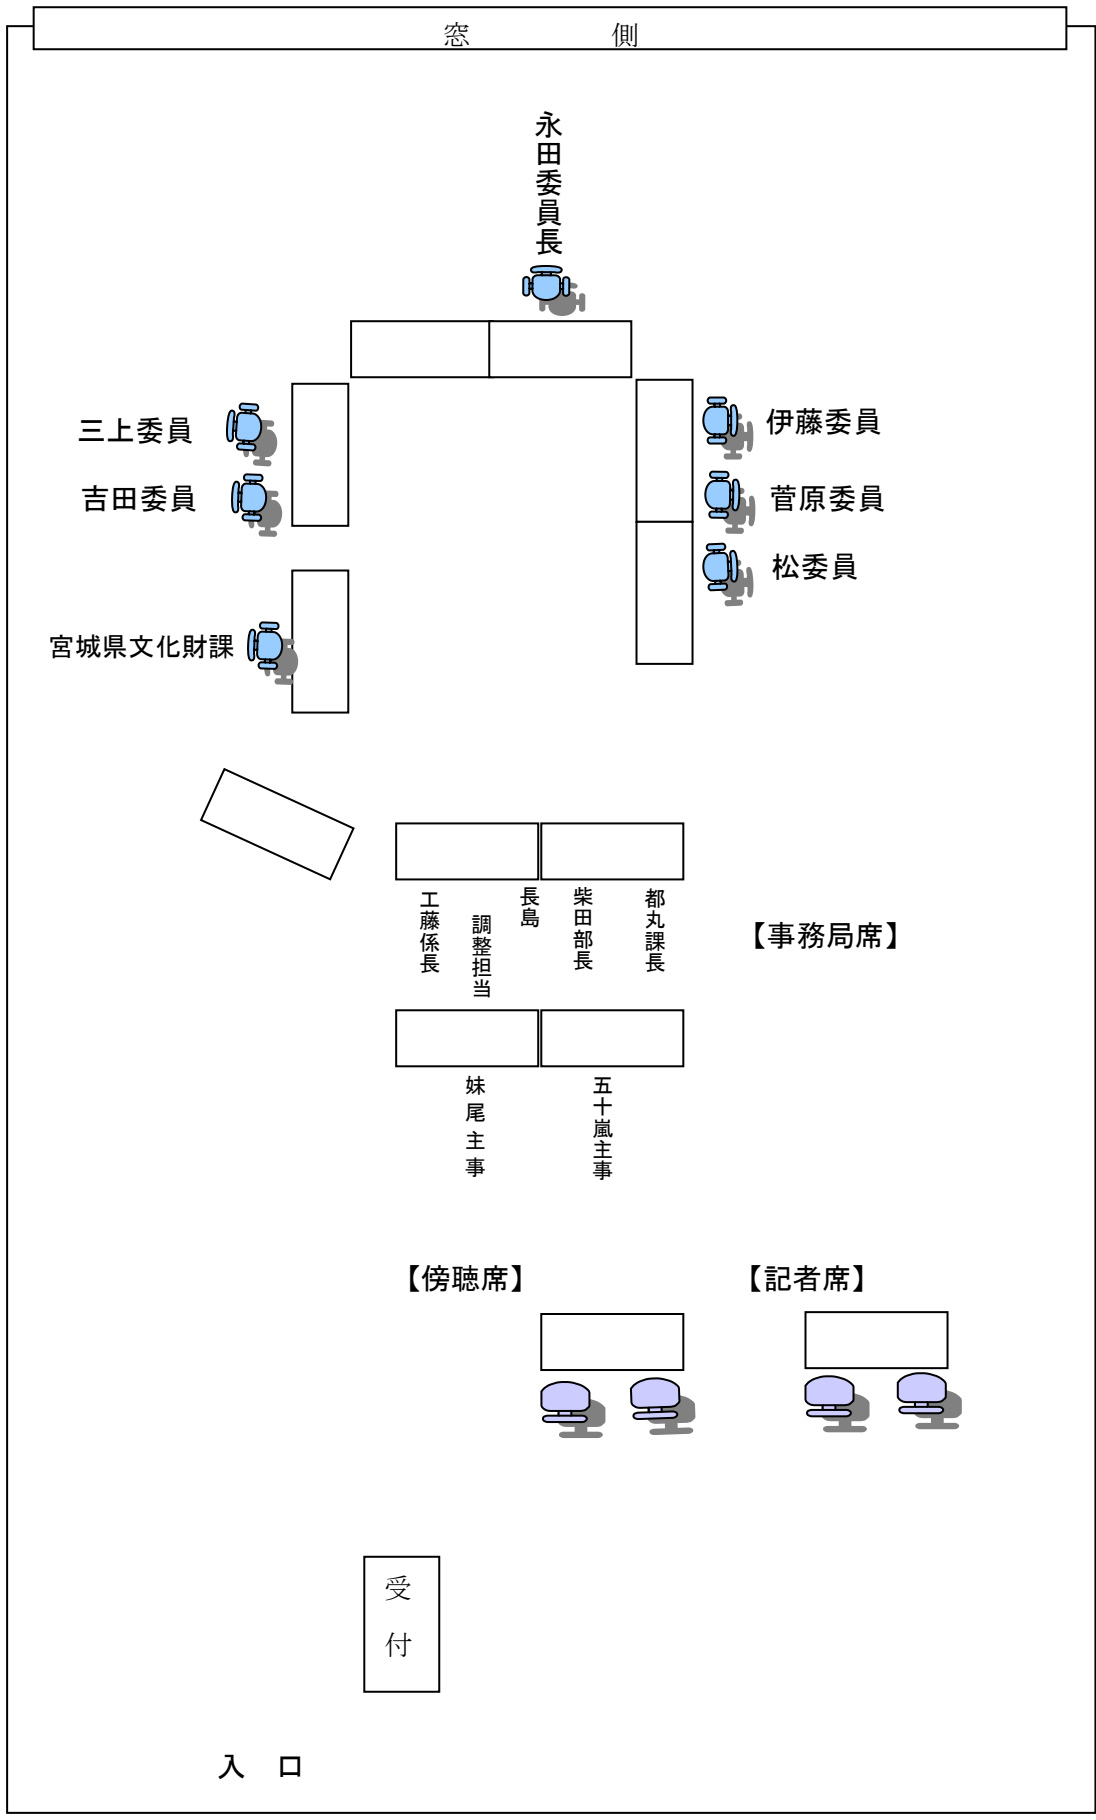 窓　側
永田委員長
三上委員
伊藤委員
吉田委員
菅原委員
松委員
宮城県文化財課
工藤係長
調整担当
長島
柴田部長
都丸課長
【事務局席】
妹尾主事
五十嵐主事
【傍聴席】
【記者席】
受付
入　口